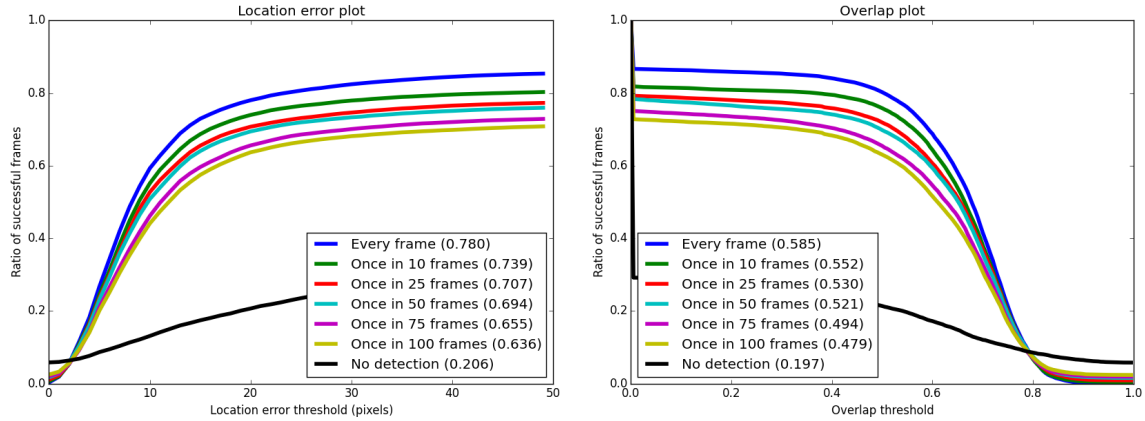 Location error plot
Ratio of successful frames
1.0
0.8
0.6
0.4
0.2
0.0
Every frame (0.780)
Once in 10 frames (0.739)
Once in 25 frames (0.707)
Once in 50 frames (0.694)
Once in 75 frames (0.655)
Once in 100 frames (0.636)
No detection (0.206)
0 10 20 30 40 50
Location error threshold (pixels)
Overlap plot
Ratio of successful frames
1.0
0.8
0.6
0.4
0.2
0.0
Every frame (0.585)
Once in 10 frames (0.552)
Once in 25 frames (0.530)
Once in 50 frames (0.521)
Once in 75 frames (0.494)
Once in 100 frames (0.479)
No detection (0.197)
0.0 0.2 0.4 0.6 0.8 1.0
Overlap threshold